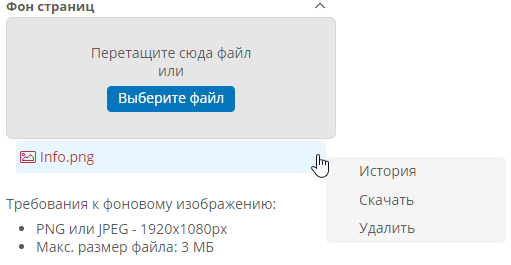 Фон страниц
Перетащите сюда файл
или
Выберите файл
Info.png
История
Скачать
Удалить
Требования к фоновому изображению:
PNG или JPEG - 1920x1080px
Макс. размер файла: 3 МБ